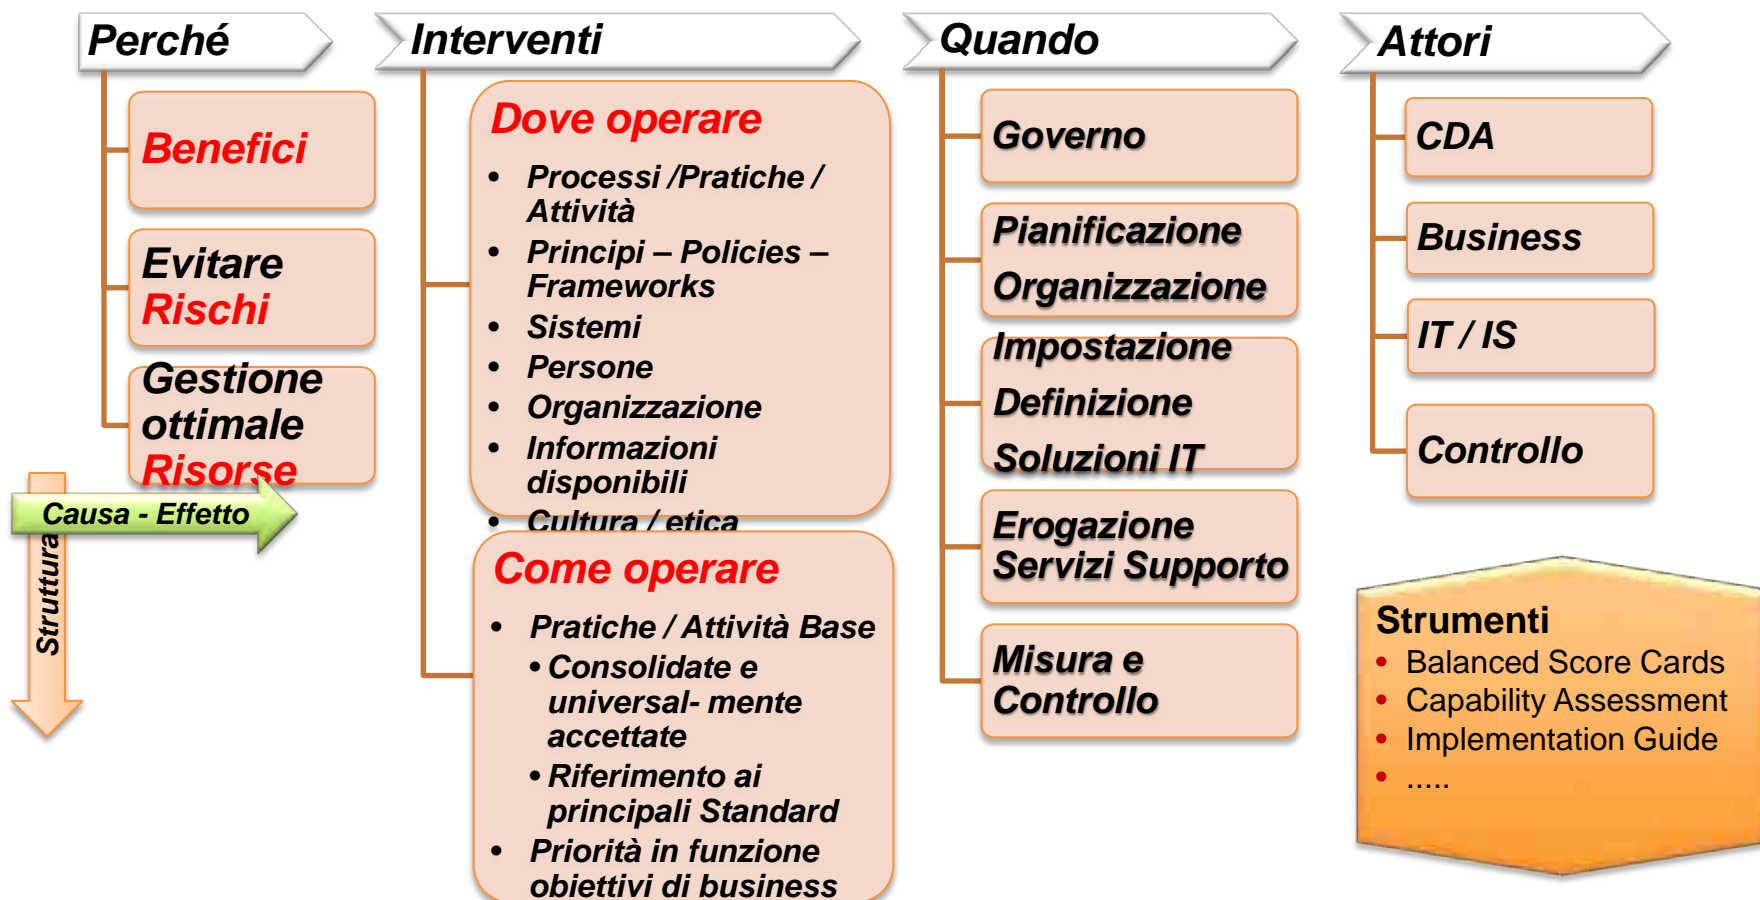 Perché
Benefici
Evitare
Rischi
Gestione
ottimale
Risorse
Causa - Effetto
Struttura
Interventi
Dove operare
• Processi /Pratiche /
Attività
• Principi – Policies –
Frameworks
• Sistemi
• Persone
• Organizzazione
• Informazioni
disponibili
• Cultura / etica
Come operare
• Pratiche / Attività Base
• Consolidate e
universal- mente
accettate
• Riferimento ai
principali Standard
• Priorità in funzione
obiettivi di business
Quando
Governo
Pianificazione
Organizzazione
Impostazione
Definizione
Soluzioni IT
Erogazione
Servizi Supporto
Misura e
Controllo
Attori
CDA
Business
IT / IS
Controllo
Strumenti
• Balanced Score Cards
• Capability Assessment
• Implementation Guide
• .....